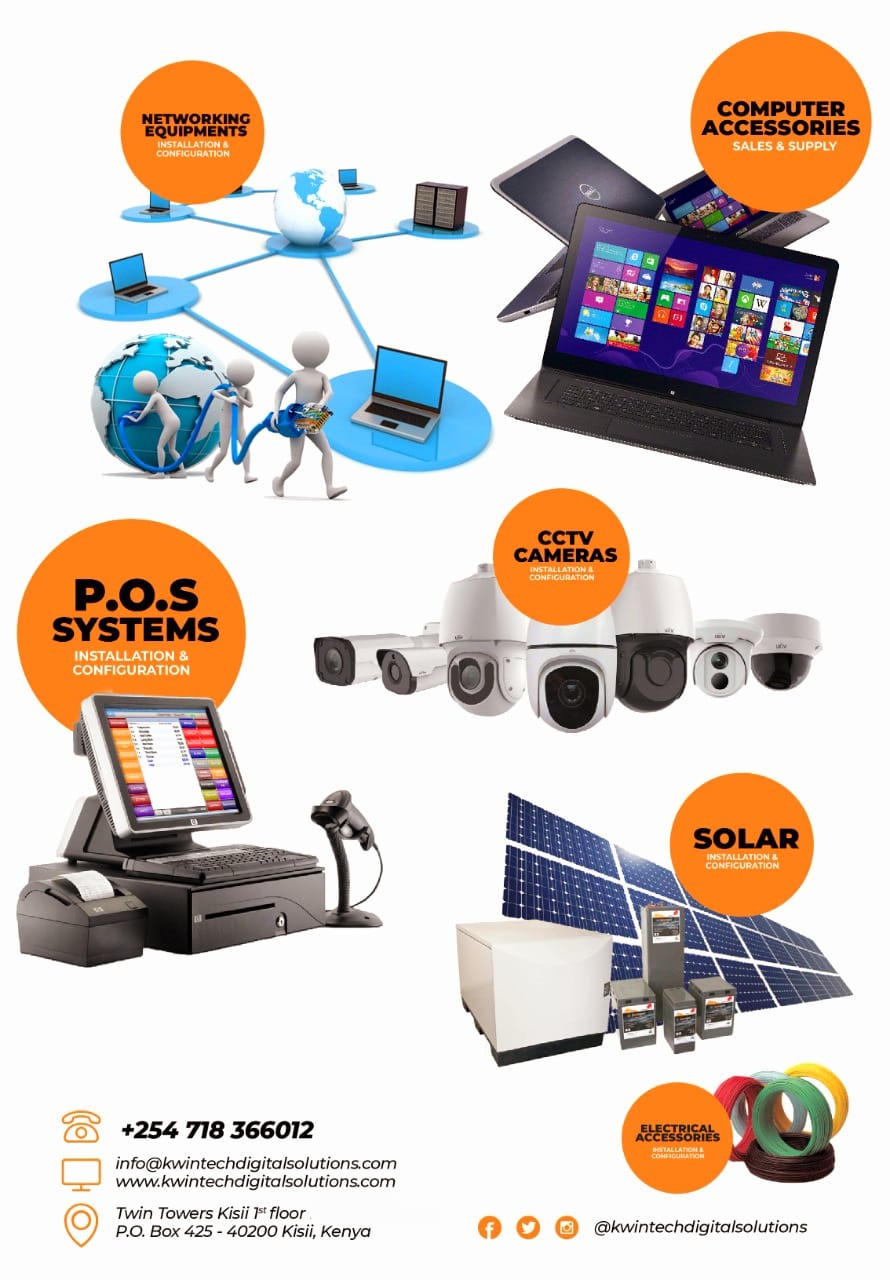 NETWORKING
EQUIPMENTS
INSTALLATION &
CONFIGURATION
COMPUTER
ACCESSORIES
SALES & SUPPLY
CCTV
CAMERAS
INSTALLATION &
CONFIGURATION
P.O.S
SYSTEMS
INSTALLATION &
CONFIGURATION
SOLAR
INSTALLATION &
CONFIGURATION
ELECTRICAL
ACCESSORIES
INSTALLATION &
CONFIGURATION
+254 718 366012
info@kwintechdigitalsolutions.com
www.kwintechdigitalsolutions.com
Twin Towers Kisii 1st floor
P.O. Box 425 - 40200 Kisii, Kenya
@kwintechdigitalsolutions